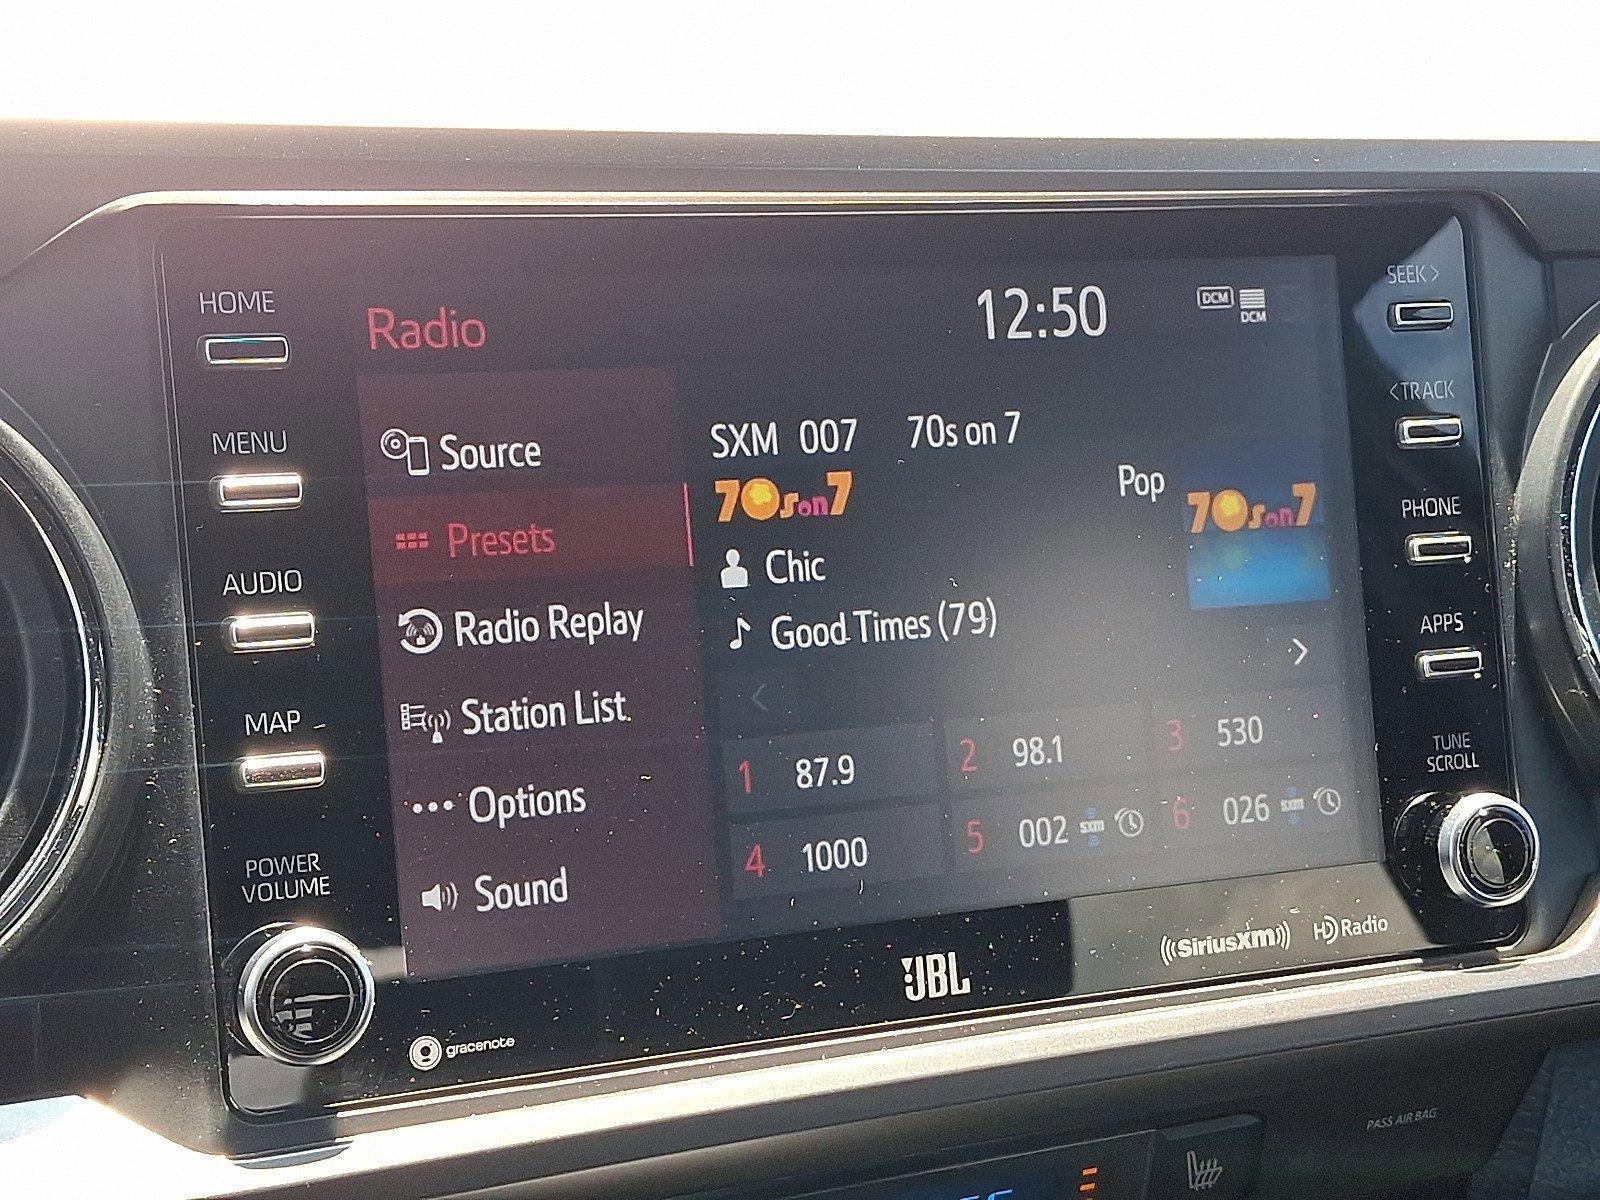 HOME
Radio
12:50
DCM
DCM
SEEK >
< TRACK
MENU
Source
SXM 007 70s on 7
70s on 7
Pop
70s on 7
Presets
Chic
PHONE
AUDIO
Radio Replay
Good Times (79)
APPS
MAP
Station List
1 87.9
2 98.1
3 530
TUNE
SCROLL
Options
4 1000
5 002 SXM
6 026 SXM
POWER
VOLUME
Sound
JBL
((SiriusXM))
HD Radio
gracenote
PASS AIR BAG